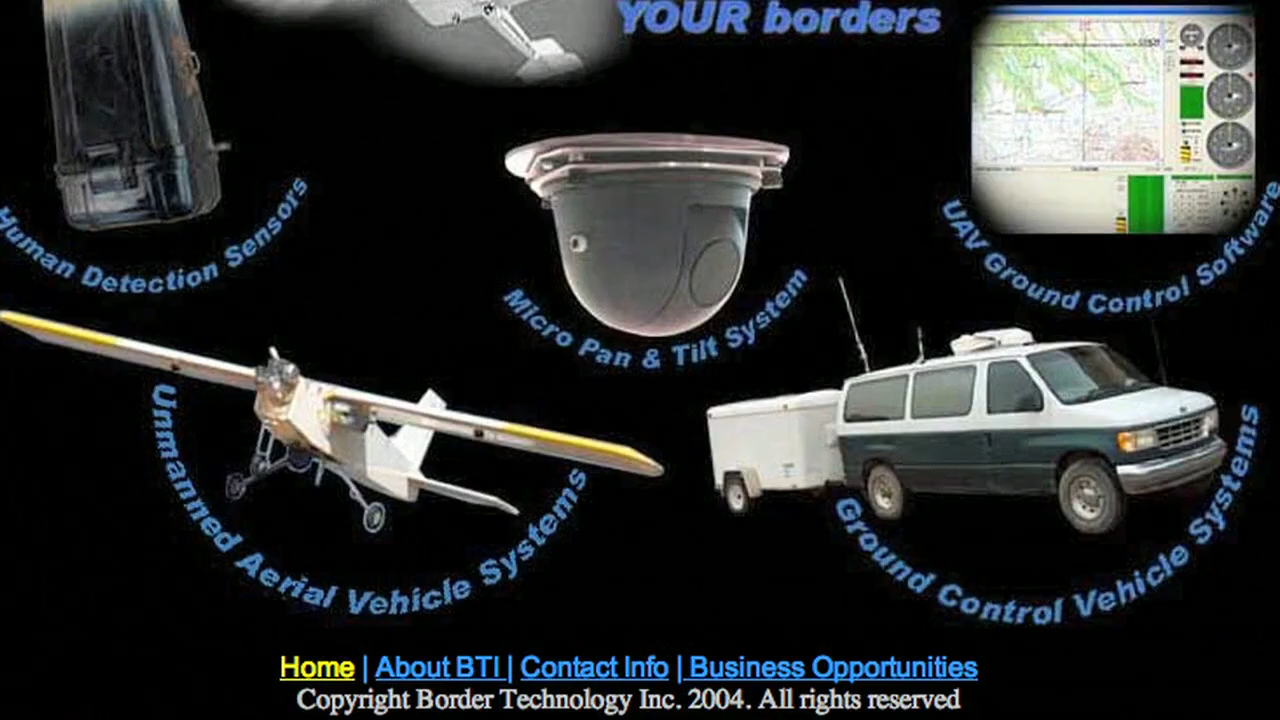 YOUR borders
Human Detection Sensors
Micro Pan & Tilt System
UAV Ground Control Software
Unmanned Aerial Vehicle Systems
Ground Control Vehicle Systems
Home | About BTI | Contact Info | Business Opportunities
Copyright Border Technology Inc. 2004. All rights reserved